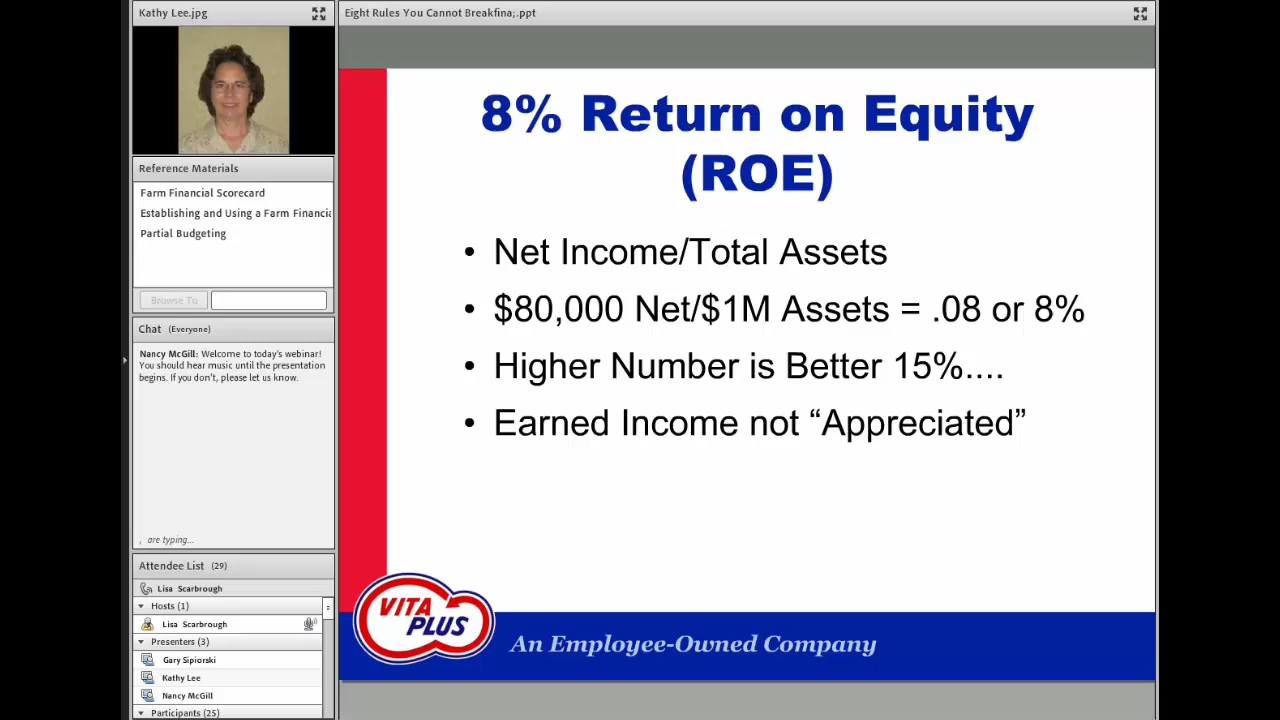 Kathy Lee.jpg
Reference Materials
Farm Financial Scorecard
Establishing and Using a Farm Financia
Partial Budgeting
Browse To
Chat (Everyone)
Nancy McGill: Welcome to today's webinar!
You should hear music until the presentation
begins. If you don't, please let us know.
, are typing...
Attendee List (29)
Lisa Scarbrough
Hosts (1)
Lisa Scarbrough
Presenters (3)
Gary Sipiorski
Kathy Lee
Nancy McGill
Participants (25)
Eight Rules You Cannot Breakfina;.ppt
8% Return on Equity
(ROE)
• Net Income/Total Assets
• $80,000 Net/$1M Assets = .08 or 8%
• Higher Number is Better 15%....
• Earned Income not “Appreciated”
VITA
PLUS
An Employee-Owned Company